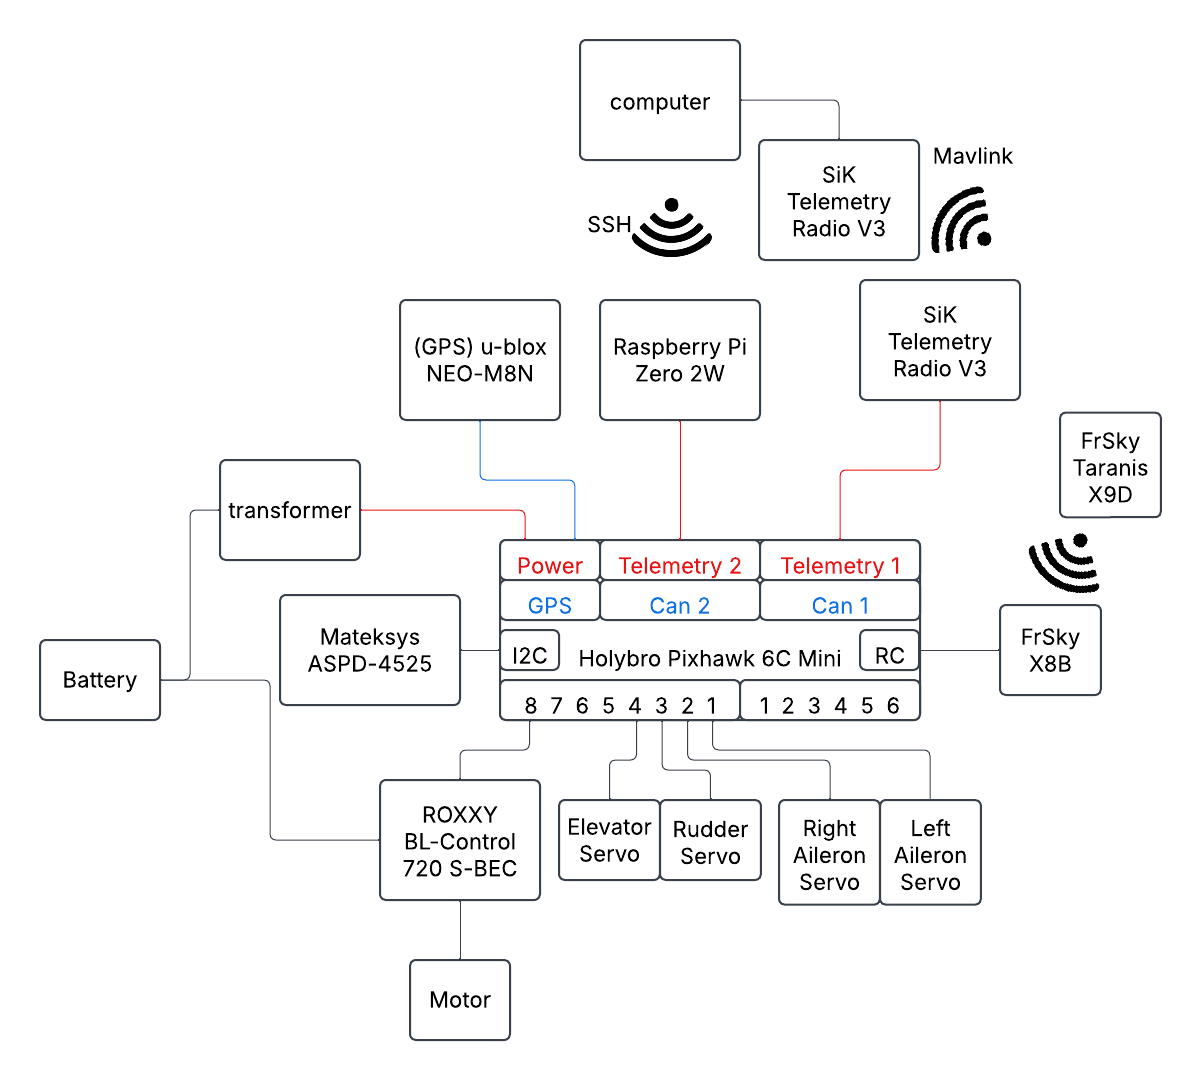 computer
Mavlink
SiK
Telemetry
Radio V3
SSH
SiK
Telemetry
Radio V3
(GPS) u-blox
NEO-M8N
Raspberry Pi
Zero 2W
FrSky
Taranis
X9D
transformer
Power
Telemetry 2
Telemetry 1
GPS
Can 2
Can 1
Mateksys
ASPD-4525
I2C
Holybro Pixhawk 6C Mini
RC
FrSky
X8B
Battery
8 7 6 5 4 3 2 1
1 2 3 4 5 6
ROXXY
BL-Control
720 S-BEC
Elevator
Servo
Rudder
Servo
Right
Aileron
Servo
Left
Aileron
Servo
Motor